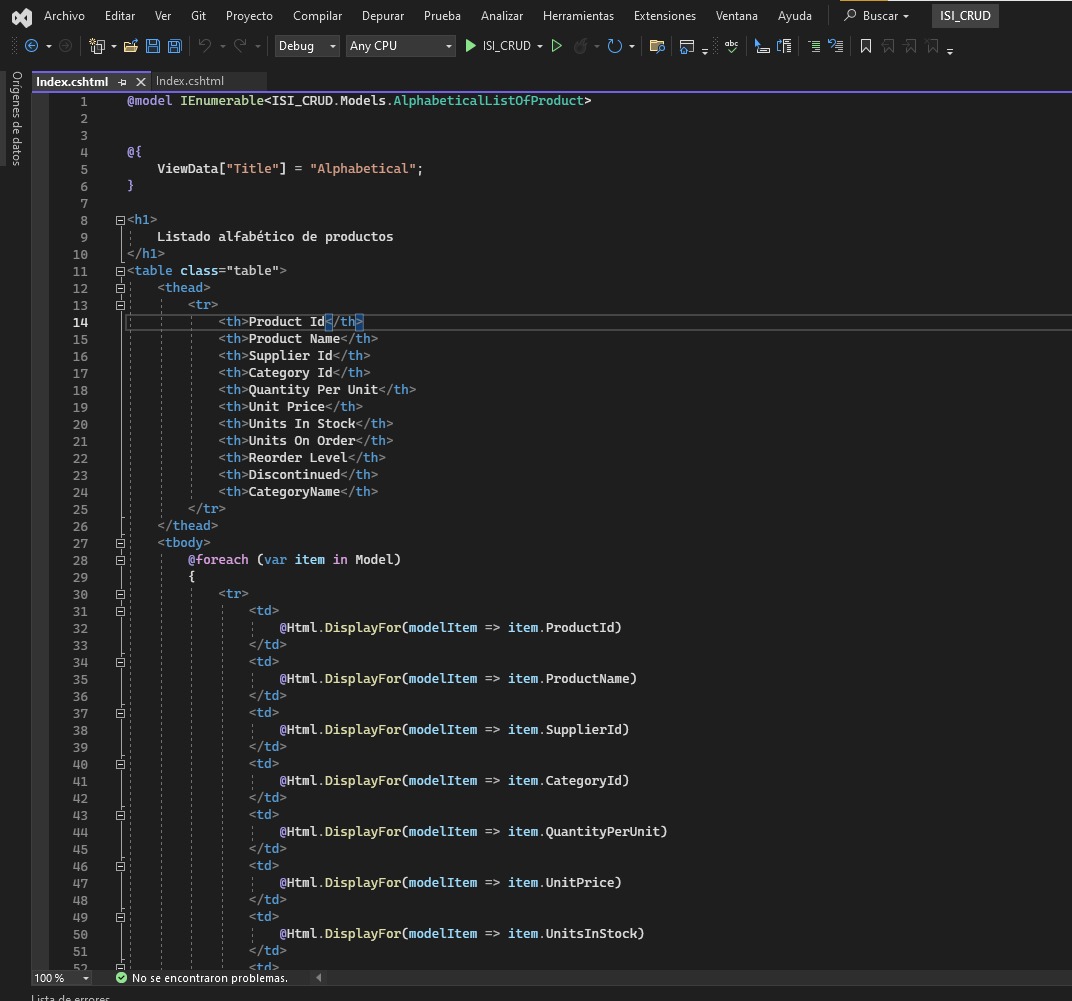 Archivo Editar Ver Git Proyecto Compilar Depurar Prueba Analizar Herramientas Extensiones Ventana Ayuda Buscar ISI_CRUD
Debug Any CPU ISI_CRUD abc
Orígenes de datos
Index.cshtml Index.cshtml
1 @model IEnumerable<ISI_CRUD.Models.AlphabeticalListOfProduct>
2
3
4 @{
5 ViewData["Title"] = "Alphabetical";
6 }
7
8 <h1>
9 Listado alfabético de productos
10 </h1>
11 <table class="table">
12 <thead>
13 <tr>
14 <th>Product Id</th>
15 <th>Product Name</th>
16 <th>Supplier Id</th>
17 <th>Category Id</th>
18 <th>Quantity Per Unit</th>
19 <th>Unit Price</th>
20 <th>Units In Stock</th>
21 <th>Units On Order</th>
22 <th>Reorder Level</th>
23 <th>Discontinued</th>
24 <th>CategoryName</th>
25 </tr>
26 </thead>
27 <tbody>
28 @foreach (var item in Model)
29 {
30 <tr>
31 <td>
32 @Html.DisplayFor(modelItem => item.ProductId)
33 </td>
34 <td>
35 @Html.DisplayFor(modelItem => item.ProductName)
36 </td>
37 <td>
38 @Html.DisplayFor(modelItem => item.SupplierId)
39 </td>
40 <td>
41 @Html.DisplayFor(modelItem => item.CategoryId)
42 </td>
43 <td>
44 @Html.DisplayFor(modelItem => item.QuantityPerUnit)
45 </td>
46 <td>
47 @Html.DisplayFor(modelItem => item.UnitPrice)
48 </td>
49 <td>
50 @Html.DisplayFor(modelItem => item.UnitsInStock)
51 </td>
52 <td>
100 % No se encontraron problemas.
Lista de errores